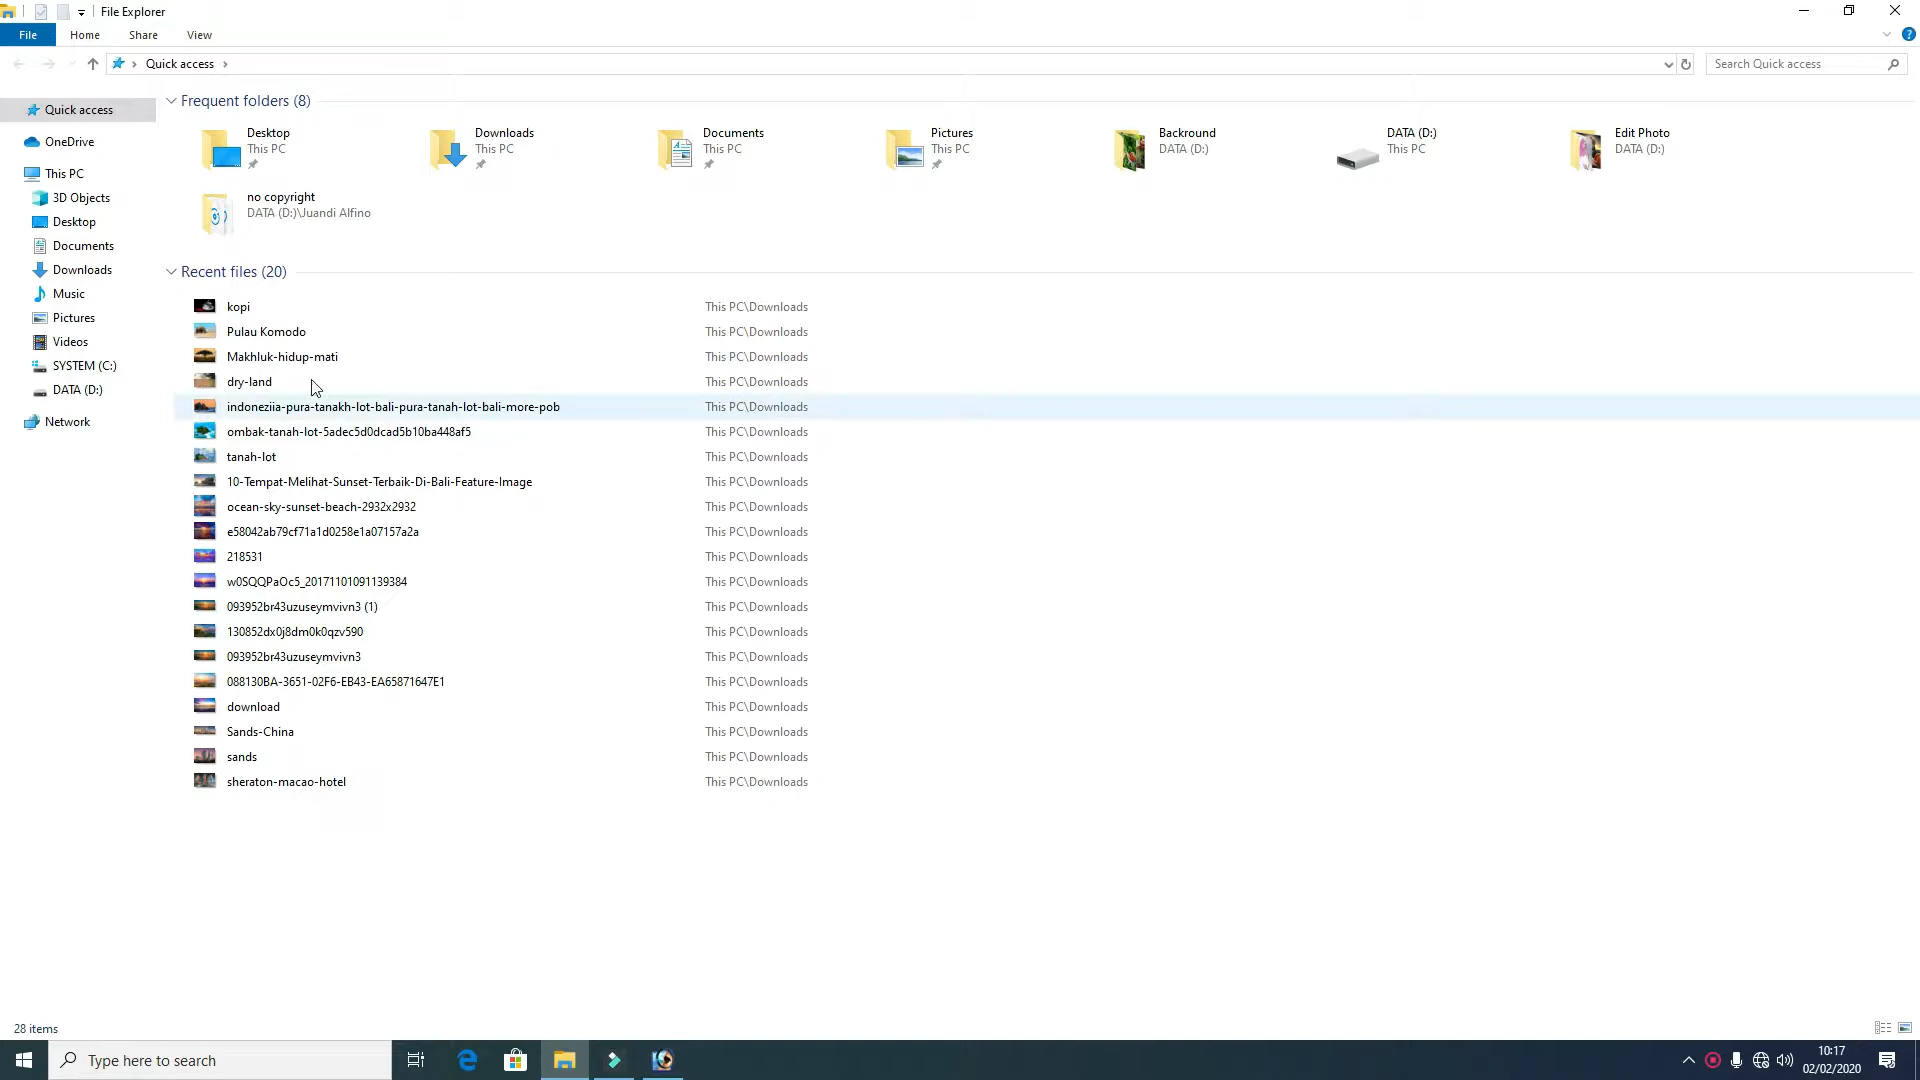 File Explorer
File Home Share View
Quick access
Search Quick access
Quick access
OneDrive
This PC
3D Objects
Desktop
Documents
Downloads
Music
Pictures
Videos
SYSTEM (C:)
DATA (D:)
Network
Frequent folders (8)
Desktop
This PC
Downloads
This PC
Documents
This PC
Pictures
This PC
Backround
DATA (D:)
DATA (D:)
This PC
Edit Photo
DATA (D:)
no copyright
DATA (D:)\Juandi Alfino
Recent files (20)
kopi This PC\Downloads
Pulau Komodo This PC\Downloads
Makhluk-hidup-mati This PC\Downloads
dry-land This PC\Downloads
indoneziia-pura-tanakh-lot-bali-pura-tanah-lot-bali-more-pob This PC\Downloads
ombak-tanah-lot-5adec5d0dcad5b10ba448af5 This PC\Downloads
tanah-lot This PC\Downloads
10-Tempat-Melihat-Sunset-Terbaik-Di-Bali-Feature-Image This PC\Downloads
ocean-sky-sunset-beach-2932x2932 This PC\Downloads
e58042ab79cf71a1d0258e1a07157a2a This PC\Downloads
218531 This PC\Downloads
w0SQQPaOc5_20171101091139384 This PC\Downloads
093952br43uzuseymvivn3 (1) This PC\Downloads
130852dx0j8dm0k0qzv590 This PC\Downloads
093952br43uzuseymvivn3 This PC\Downloads
088130BA-3651-02F6-EB43-EA65871647E1 This PC\Downloads
download This PC\Downloads
Sands-China This PC\Downloads
sands This PC\Downloads
sheraton-macao-hotel This PC\Downloads
28 items
Type here to search
10:17
02/02/2020